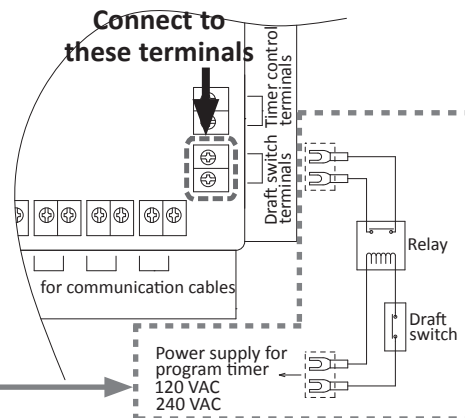 Connect to
these terminals
Timer control
terminals
Draft switch
terminals
Relay
for communication cables
Draft
switch
Power supply for
program timer
120 VAC
240 VAC